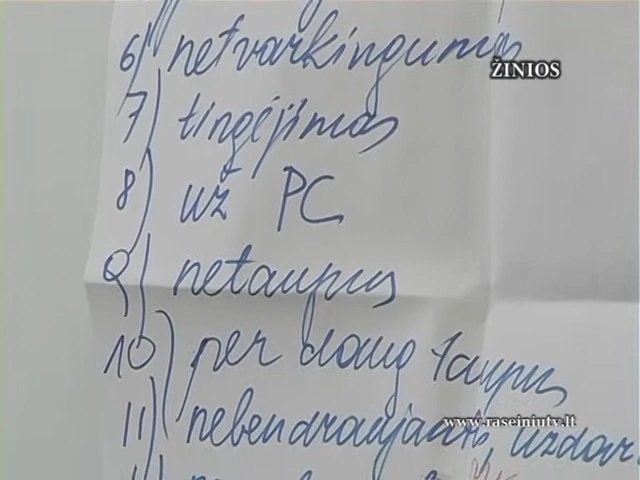 6) netvarkingumas
ŽINIOS
7) tingėjimas
8) už PC
9) netaupus
10) per daug taupus
www.raseiniutv.lt
11) nebendraujantis, uždar